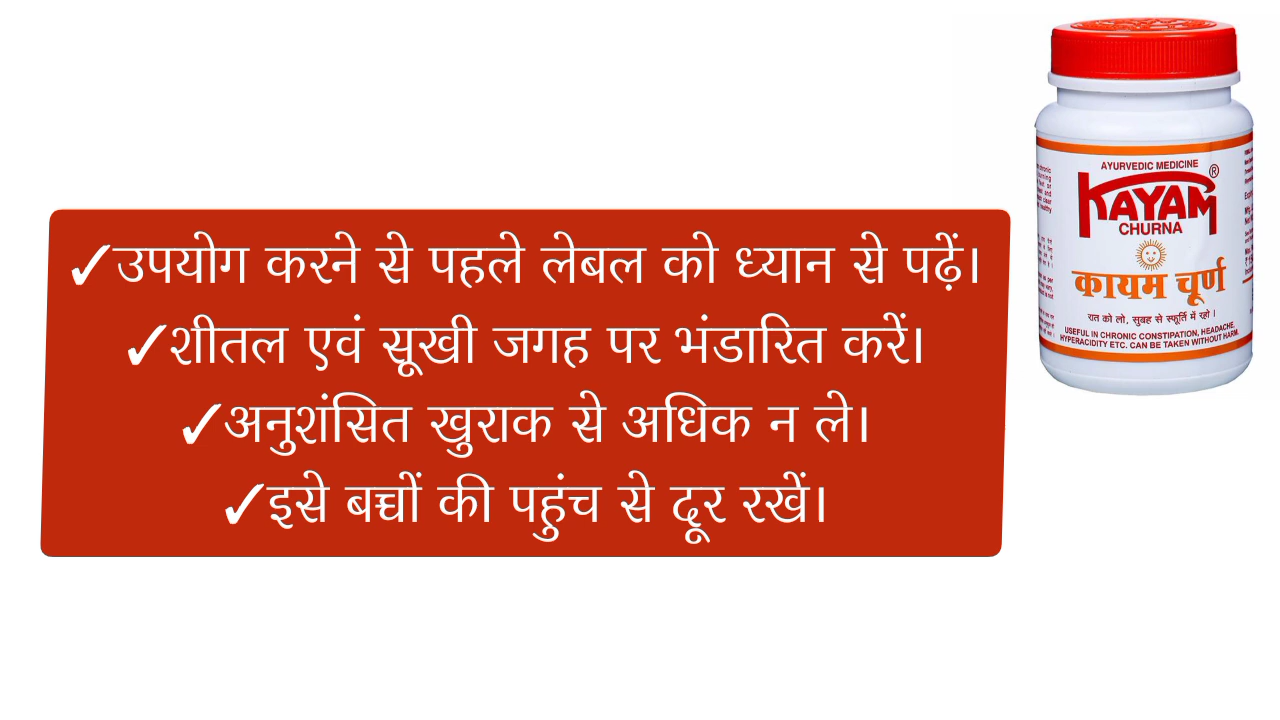 ✓उपयोग करने से पहले लेबल को ध्यान से पढ़ें।
✓शीतल एवं सूखी जगह पर भंडारित करें।
✓अनुशंसित खुराक से अधिक न ले।
✓इसे बच्चों की पहुंच से दूर रखें।
AYURVEDIC MEDICINE
KAYAM®
CHURNA
कायम चूर्ण
रात को लो, सुबह से स्फूर्ति में रहो।
USEFUL IN CHRONIC CONSTIPATION, HEADACHE,
HYPERACIDITY ETC. CAN BE TAKEN WITHOUT HARM.